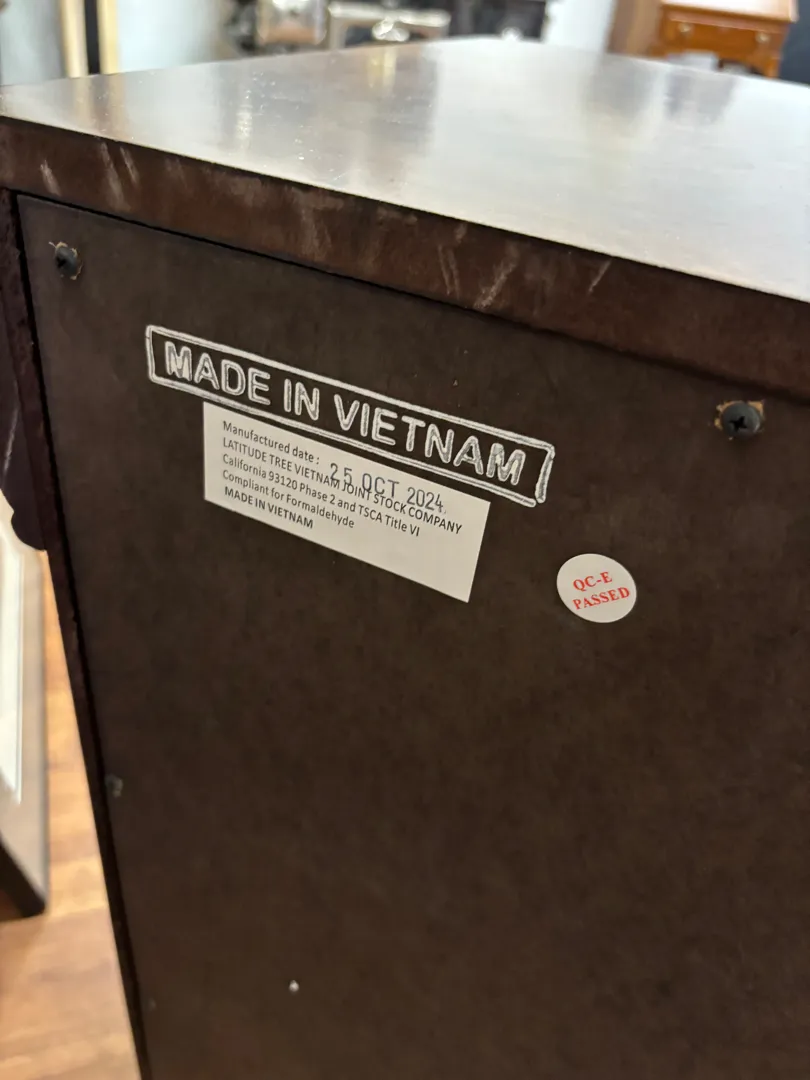 MADE IN VIETNAM
Manufactured date : 25 OCT 2024
LATITUDE TREE VIETNAM JOINT STOCK COMPANY
California 93120 Phase 2 and TSCA Title VI
Compliant for Formaldehyde
MADE IN VIETNAM
QC-E
PASSED